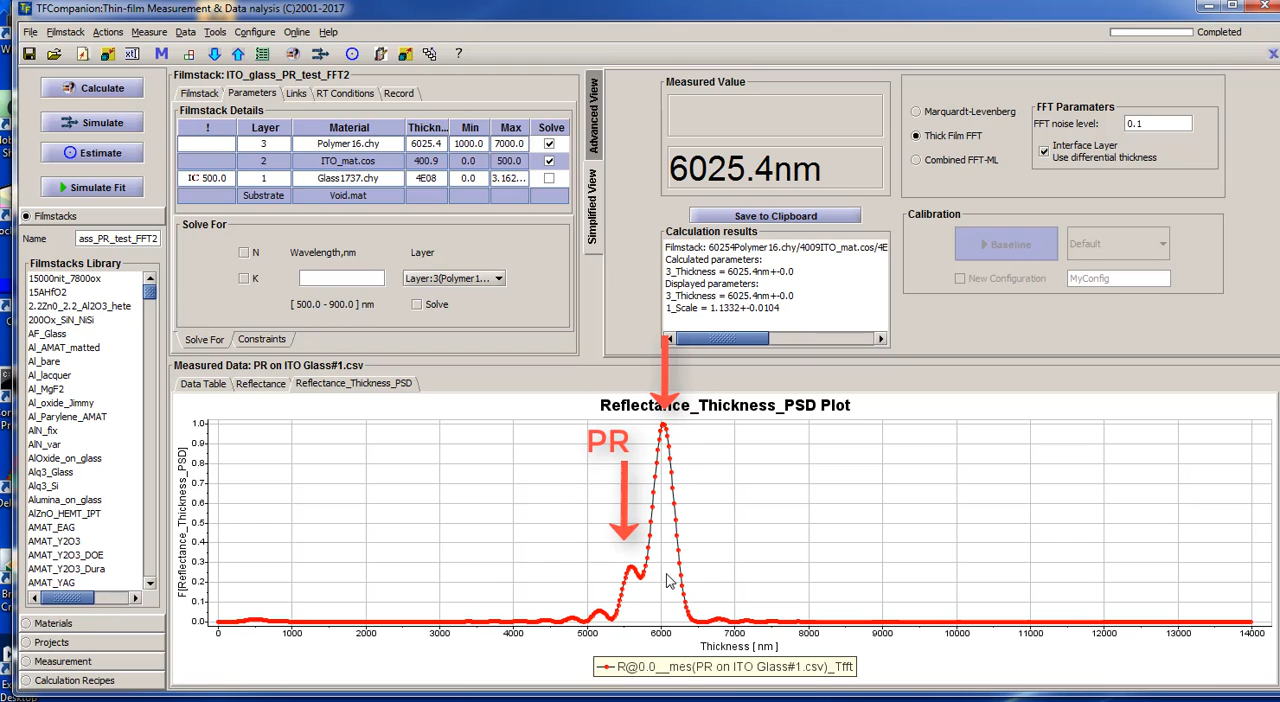 TFCompanion:Thin-film Measurement & Data nalysis (C)2001-2017
File Filmstack Actions Measure Data Tools Configure Online Help
Completed
Calculate
Simulate
Estimate
Simulate Fit
Filmstacks
Name ass_PR_test_FFT2
Filmstacks Library
15000nit_7800ox
15AHfO2
2.2Zn0_2.2_Al2O3_hete
200Ox_SiN_NiSi
AF_Glass
Al_AMAT_matted
Al_bare
Al_lacquer
Al_MgF2
Al_oxide_Jimmy
Al_Parylene_AMAT
AlN_fix
AlN_var
AlOxide_on_glass
Alq3_Glass
Alq3_Si
Alumina_on_glass
AlZnO_HEMT_IPT
AMAT_EAG
AMAT_Y2O3
AMAT_Y2O3_DOE
AMAT_Y2O3_Dura
AMAT_YAG
Materials
Projects
Measurement
Calculation Recipes
Filmstack: ITO_glass_PR_test_FFT2
Filmstack Parameters Links RT Conditions Record
Filmstack Details
! Layer Material Thickn... Min Max Solve
3 Polymer16.chy 6025.4 1000.0 7000.0
2 ITO_mat.cos 400.9 0.0 500.0
IC 500.0 1 Glass1737.chy 4E08 0.0 3.162...
Substrate Void.mat
Solve For
N Wavelength,nm Layer
K Layer:3(Polymer1...
[ 500.0 - 900.0 ] nm Solve
Solve For Constraints
Advanced View
Simplified View
Measured Value
6025.4nm
Save to Clipboard
Calculation results
Filmstack: 60254Polymer16.chy/4009ITO_mat.cos/4E
Calculated parameters:
3_Thickness = 6025.4nm+-0.0
Displayed parameters:
3_Thickness = 6025.4nm+-0.0
1_Scale = 1.1332+-0.0104
Marquardt-Levenberg
Thick Film FFT
Combined FFT-ML
FFT Paramaters
FFT noise level: 0.1
Interface Layer
Use differential thickness
Calibration
Baseline Default
New Configuration MyConfig
Measured Data: PR on ITO Glass#1.csv
Data Table Reflectance Reflectance_Thickness_PSD
Reflectance_Thickness_PSD Plot
PR
F[Reflectance_Thickness_PSD]
1.0
0.9
0.8
0.7
0.6
0.5
0.4
0.3
0.2
0.1
0.0
0 1000 2000 3000 4000 5000 6000 7000 8000 9000 10000 11000 12000 13000 14000
Thickness [ nm ]
R@0.0__mes(PR on ITO Glass#1.csv)_Tfft